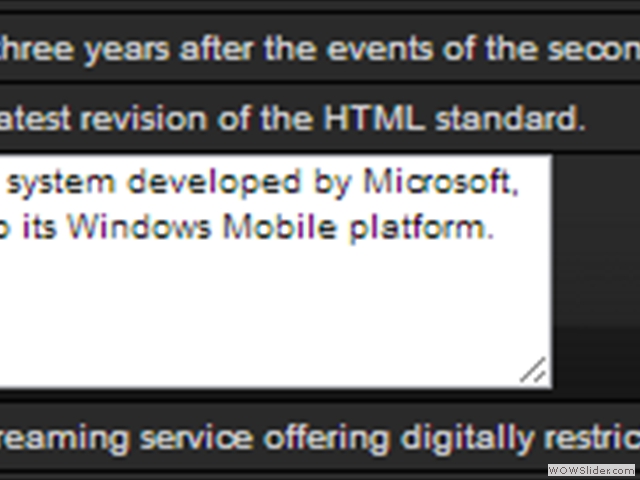 three years after the events of the secon
atest revision of the HTML standard.
system developed by Microsoft,
o its Windows Mobile platform.
reaming service offering digitally restric
WOWSlider.com